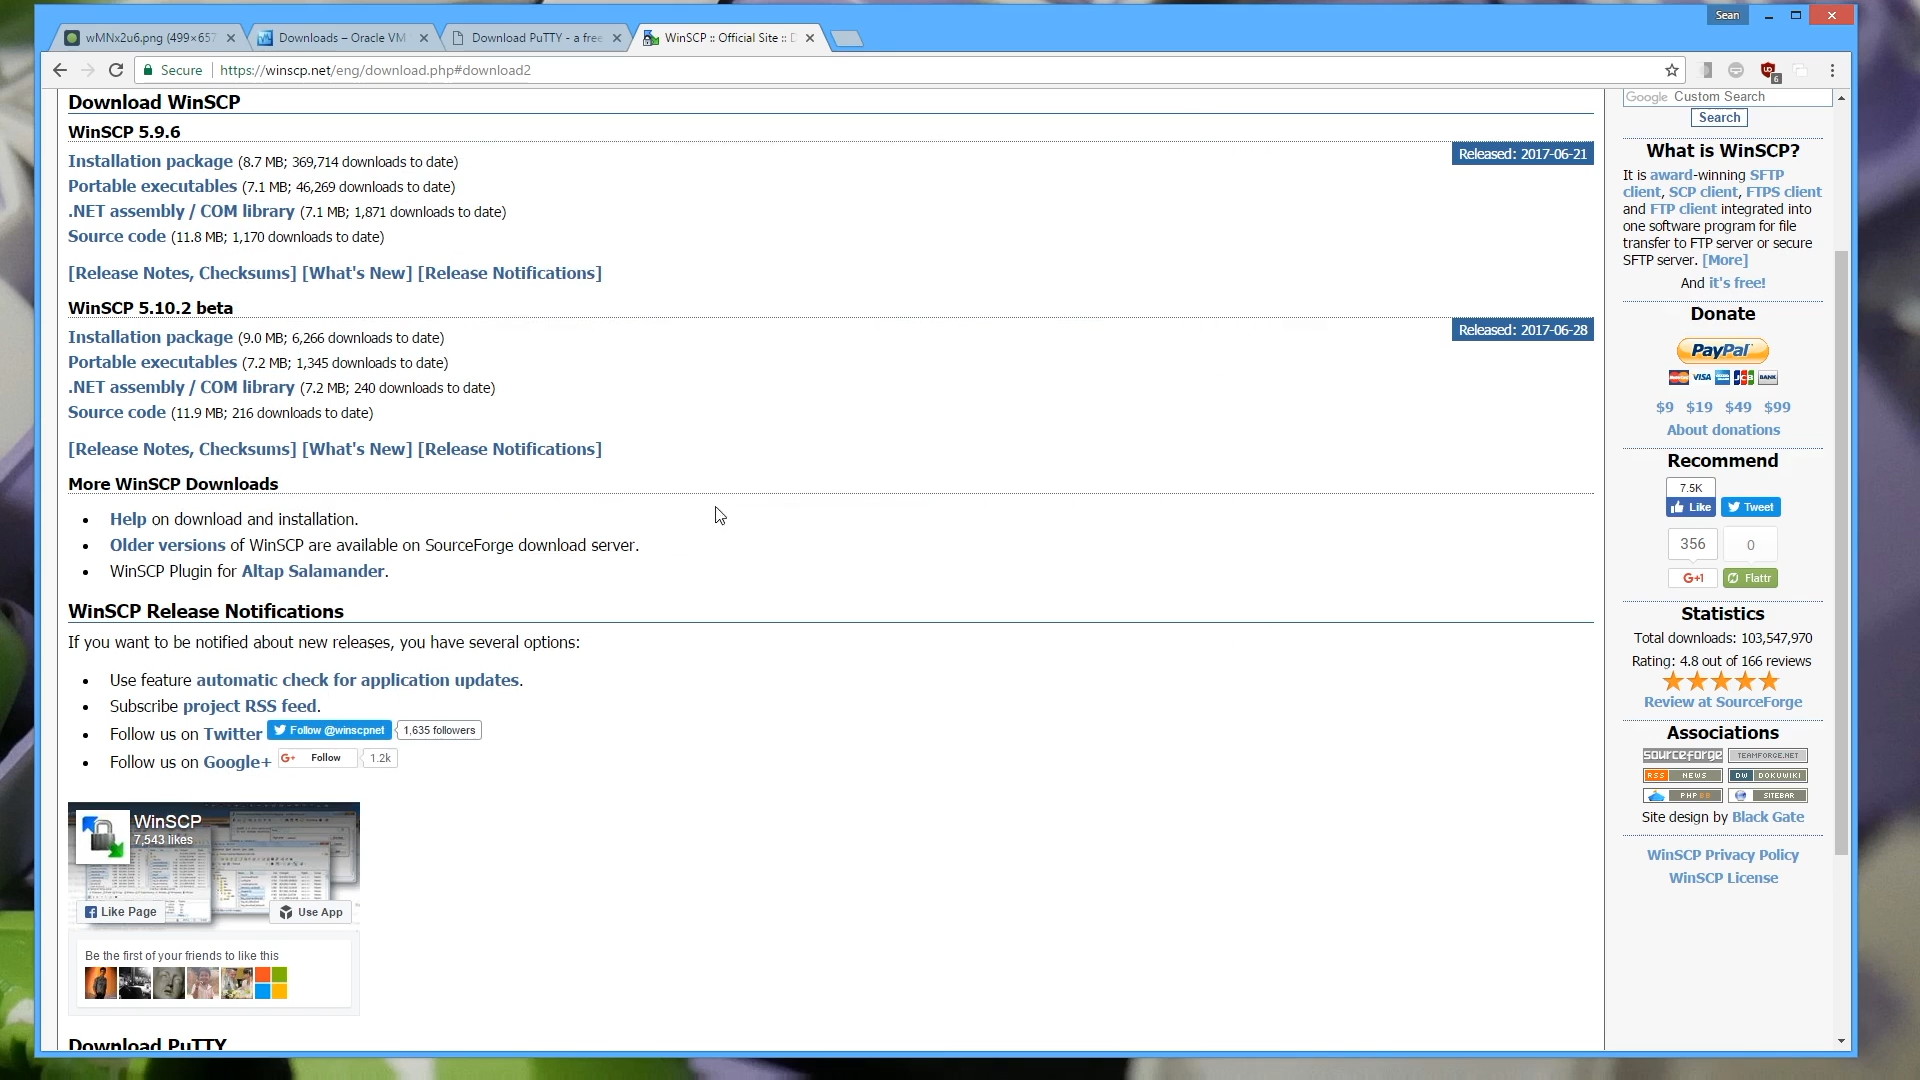 Sean
wMNx2u6.png (499×657
Downloads – Oracle VM
Download PuTTY - a free
WinSCP :: Official Site :: D
Secure
https://winscp.net/eng/download.php#download2
6
Download WinSCP
WinSCP 5.9.6
Released: 2017-06-21
Installation package (8.7 MB; 369,714 downloads to date)
Portable executables (7.1 MB; 46,269 downloads to date)
.NET assembly / COM library (7.1 MB; 1,871 downloads to date)
Source code (11.8 MB; 1,170 downloads to date)
[Release Notes, Checksums] [What's New] [Release Notifications]
WinSCP 5.10.2 beta
Released: 2017-06-28
Installation package (9.0 MB; 6,266 downloads to date)
Portable executables (7.2 MB; 1,345 downloads to date)
.NET assembly / COM library (7.2 MB; 240 downloads to date)
Source code (11.9 MB; 216 downloads to date)
[Release Notes, Checksums] [What's New] [Release Notifications]
More WinSCP Downloads
Help on download and installation.
Older versions of WinSCP are available on SourceForge download server.
WinSCP Plugin for Altap Salamander.
WinSCP Release Notifications
If you want to be notified about new releases, you have several options:
Use feature automatic check for application updates.
Subscribe project RSS feed.
Follow us on Twitter Follow @winscpnet 1,635 followers
Follow us on Google+ G+ Follow 1.2k
WinSCP
7,543 likes
Like Page
Use App
Be the first of your friends to like this
Download PuTTY
Google Custom Search
Search
What is WinSCP?
It is award-winning SFTP
client, SCP client, FTPS client
and FTP client integrated into
one software program for file
transfer to FTP server or secure
SFTP server. [More]
And it's free!
Donate
PayPal
VISA JCB BANK
$9 $19 $49 $99
About donations
Recommend
7.5K
Like Tweet
356 0
G+1 Flattr
Statistics
Total downloads: 103,547,970
Rating: 4.8 out of 166 reviews
Review at SourceForge
Associations
sourceforge TEAMFORGE.NET
RSS NEWS DW DOKUWIKI
PHPBB SITEBAR
Site design by Black Gate
WinSCP Privacy Policy
WinSCP License